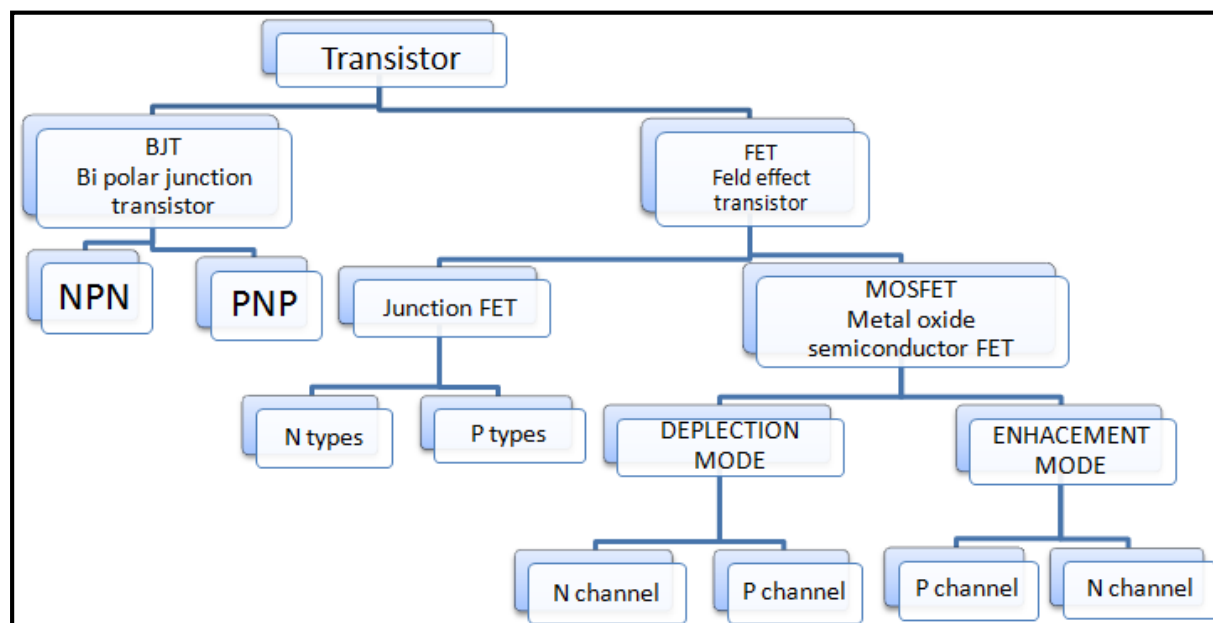 Transistor
BJT
Bi polar junction
transistor
FET
Feld effect
transistor
NPN
PNP
Junction FET
MOSFET
Metal oxide
semiconductor FET
N types
P types
DEPLECTION
MODE
ENHACEMENT
MODE
N channel
P channel
P channel
N channel